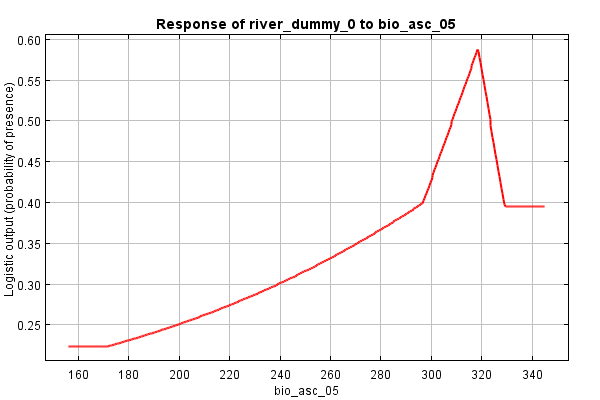 Response of river_dummy_0 to bio_asc_05
Logistic output (probability of presence)
0.60
0.55
0.50
0.45
0.40
0.35
0.30
0.25
160 180 200 220 240 260 280 300 320 340
bio_asc_05